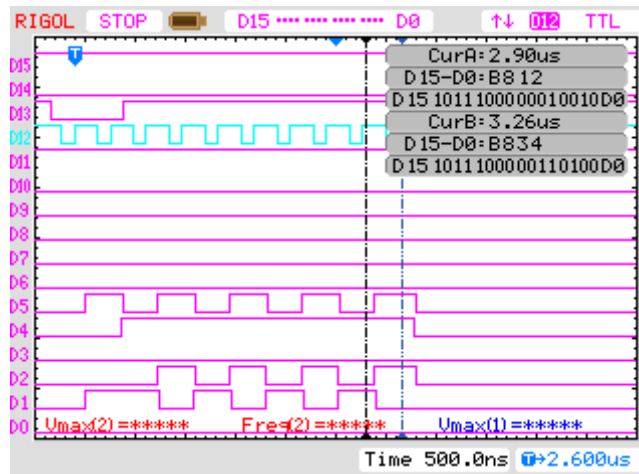 RIGOL STOP D15 ···· ···· ···· ···· D0 ↑↓ D12 TTL
CurA:2.90us
D15-D0:B812
D15 1011100000010010D0
CurB:3.26us
D15-D0:B834
D15 1011100000110100D0
T
D15
D14
D13
D12
D11
D10
D9
D8
D7
D6
D5
D4
D3
D2
D1
D0
Vmax(2)=***** Freq(2)=***** Vmax(1)=*****
Time 500.0ns T→2.600us